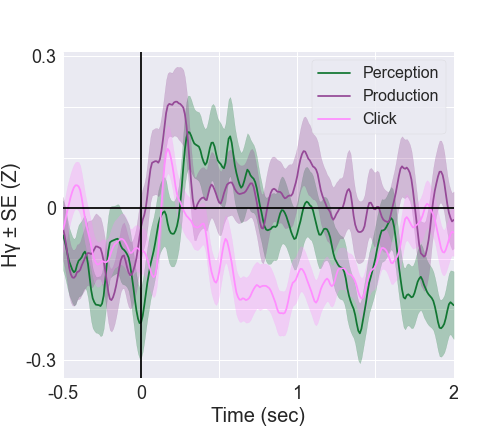 Hγ ± SE (Z)
0.3
0
-0.3
Perception
Production
Click
-0.5
0
1
2
Time (sec)